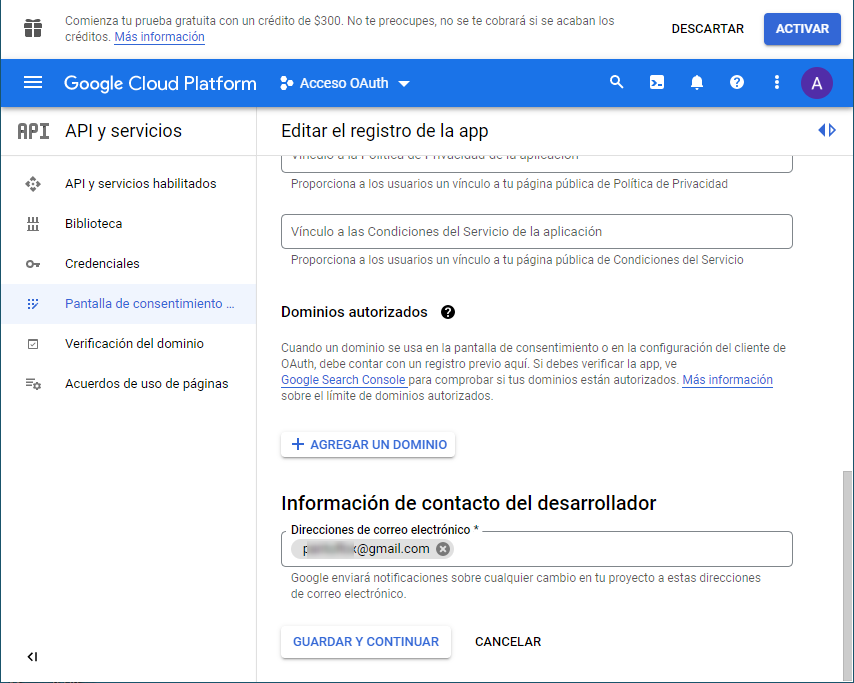 Comienza tu prueba gratuita con un crédito de $300. No te preocupes, no se te cobrará si se acaban los
créditos. Más información
DESCARTAR
ACTIVAR
Google Cloud Platform
Acceso OAuth
A
API API y servicios
Editar el registro de la app
API y servicios habilitados
Biblioteca
Credenciales
Pantalla de consentimiento ...
Verificación del dominio
Acuerdos de uso de páginas
Vínculo a la Política de Privacidad de la aplicación
Proporciona a los usuarios un vínculo a tu página pública de Política de Privacidad
Vínculo a las Condiciones del Servicio de la aplicación
Proporciona a los usuarios un vínculo a tu página pública de Condiciones del Servicio
Dominios autorizados
Cuando un dominio se usa en la pantalla de consentimiento o en la configuración del cliente de
OAuth, debe contar con un registro previo aquí. Si debes verificar la app, ve
Google Search Console para comprobar si tus dominios están autorizados. Más información
sobre el límite de dominios autorizados.
AGREGAR UN DOMINIO
Información de contacto del desarrollador
Direcciones de correo electrónico *
@gmail.com
Google enviará notificaciones sobre cualquier cambio en tu proyecto a estas direcciones
de correo electrónico.
GUARDAR Y CONTINUAR
CANCELAR